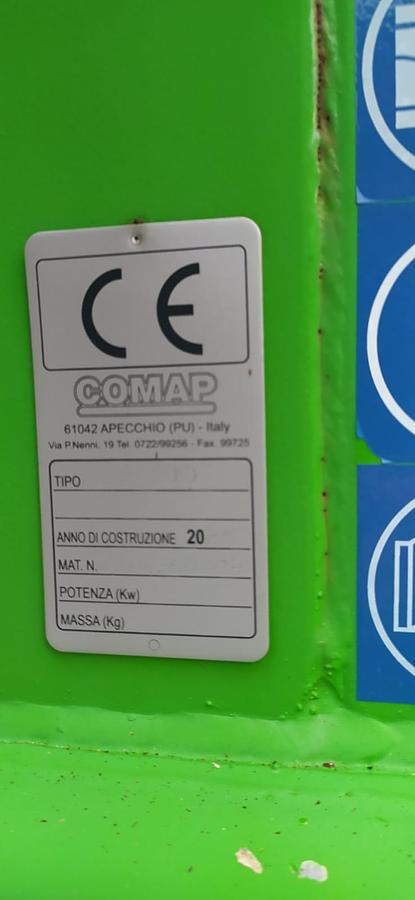 CE
COMAP
61042 APECCHIO (PU) - Italy
Via P.Nenni, 19 Tel. 0722/99256 - Fax. 99725
TIPO
ANNO DI COSTRUZIONE 20
MAT. N.
POTENZA (Kw)
MASSA (Kg)